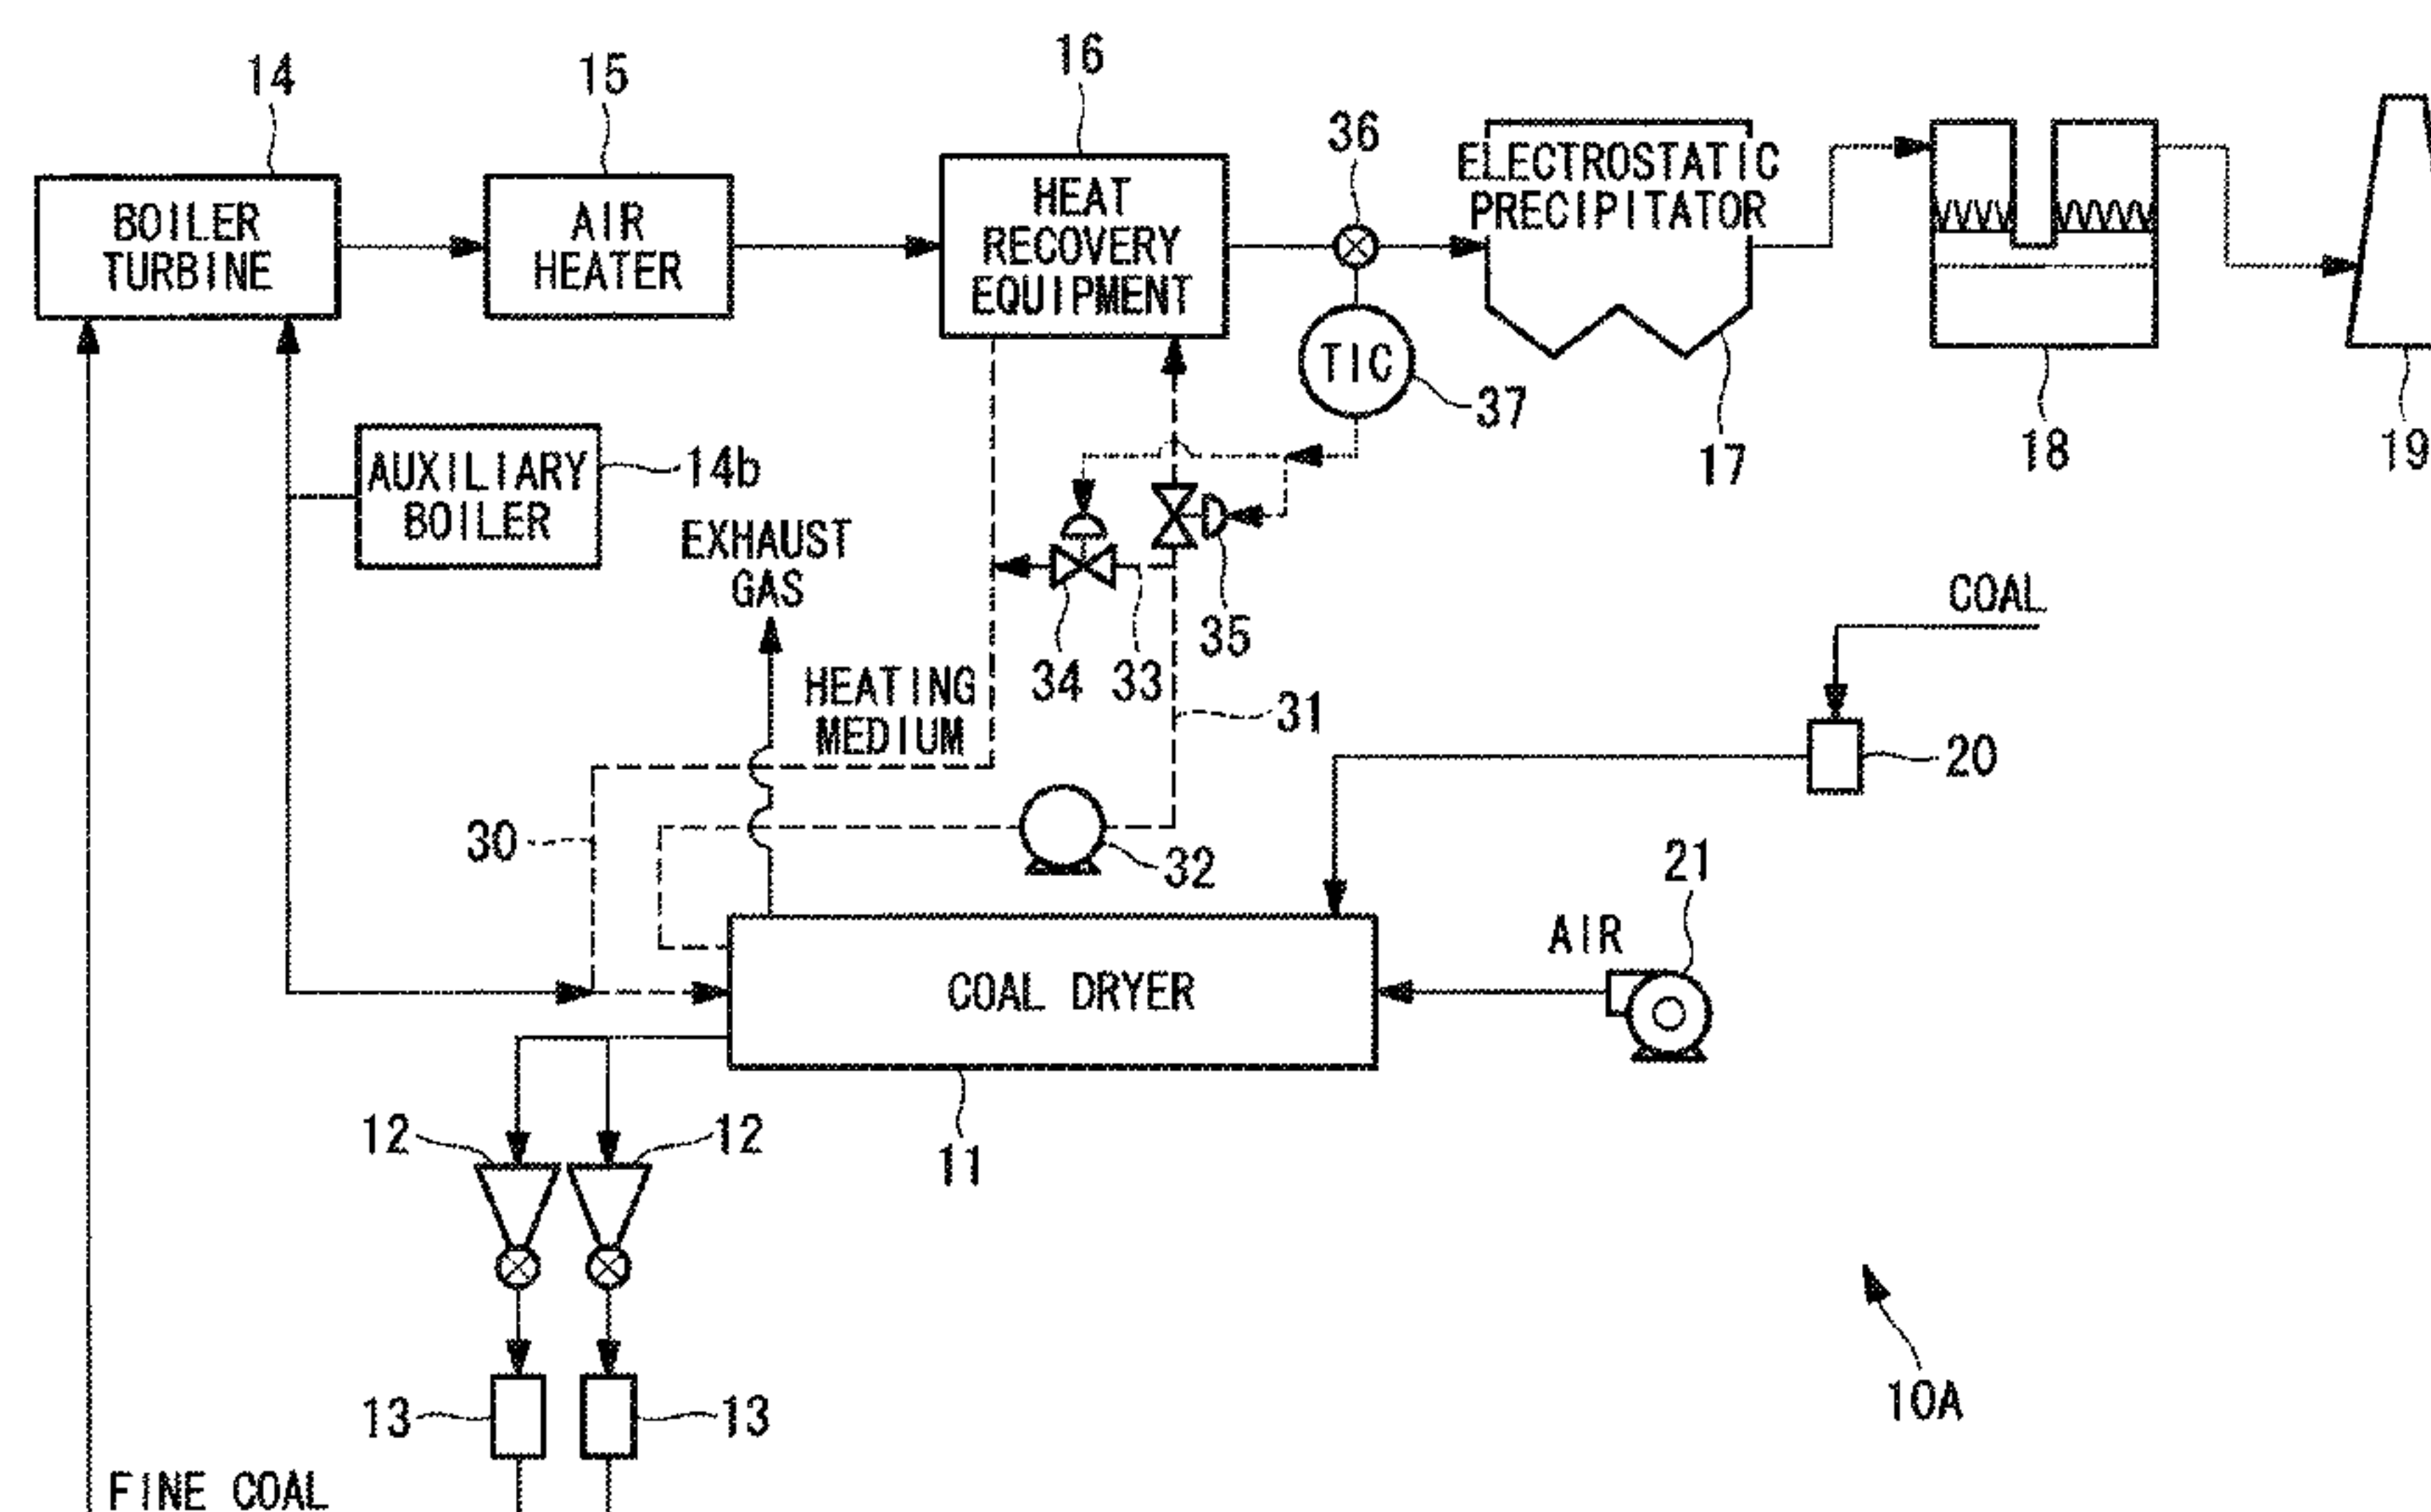 14
15
16
36
BOILER
TURBINE
AIR
HEATER
HEAT
RECOVERY
EQUIPMENT
ELECTROSTATIC
PRECIPITATOR
TIC
37
17
18
19
AUXILIARY
BOILER
14b
EXHAUST
GAS
34
33
35
COAL
HEATING
MEDIUM
31
20
30
32
21
AIR
COAL DRYER
12
12
11
13
13
10A
FINE COAL